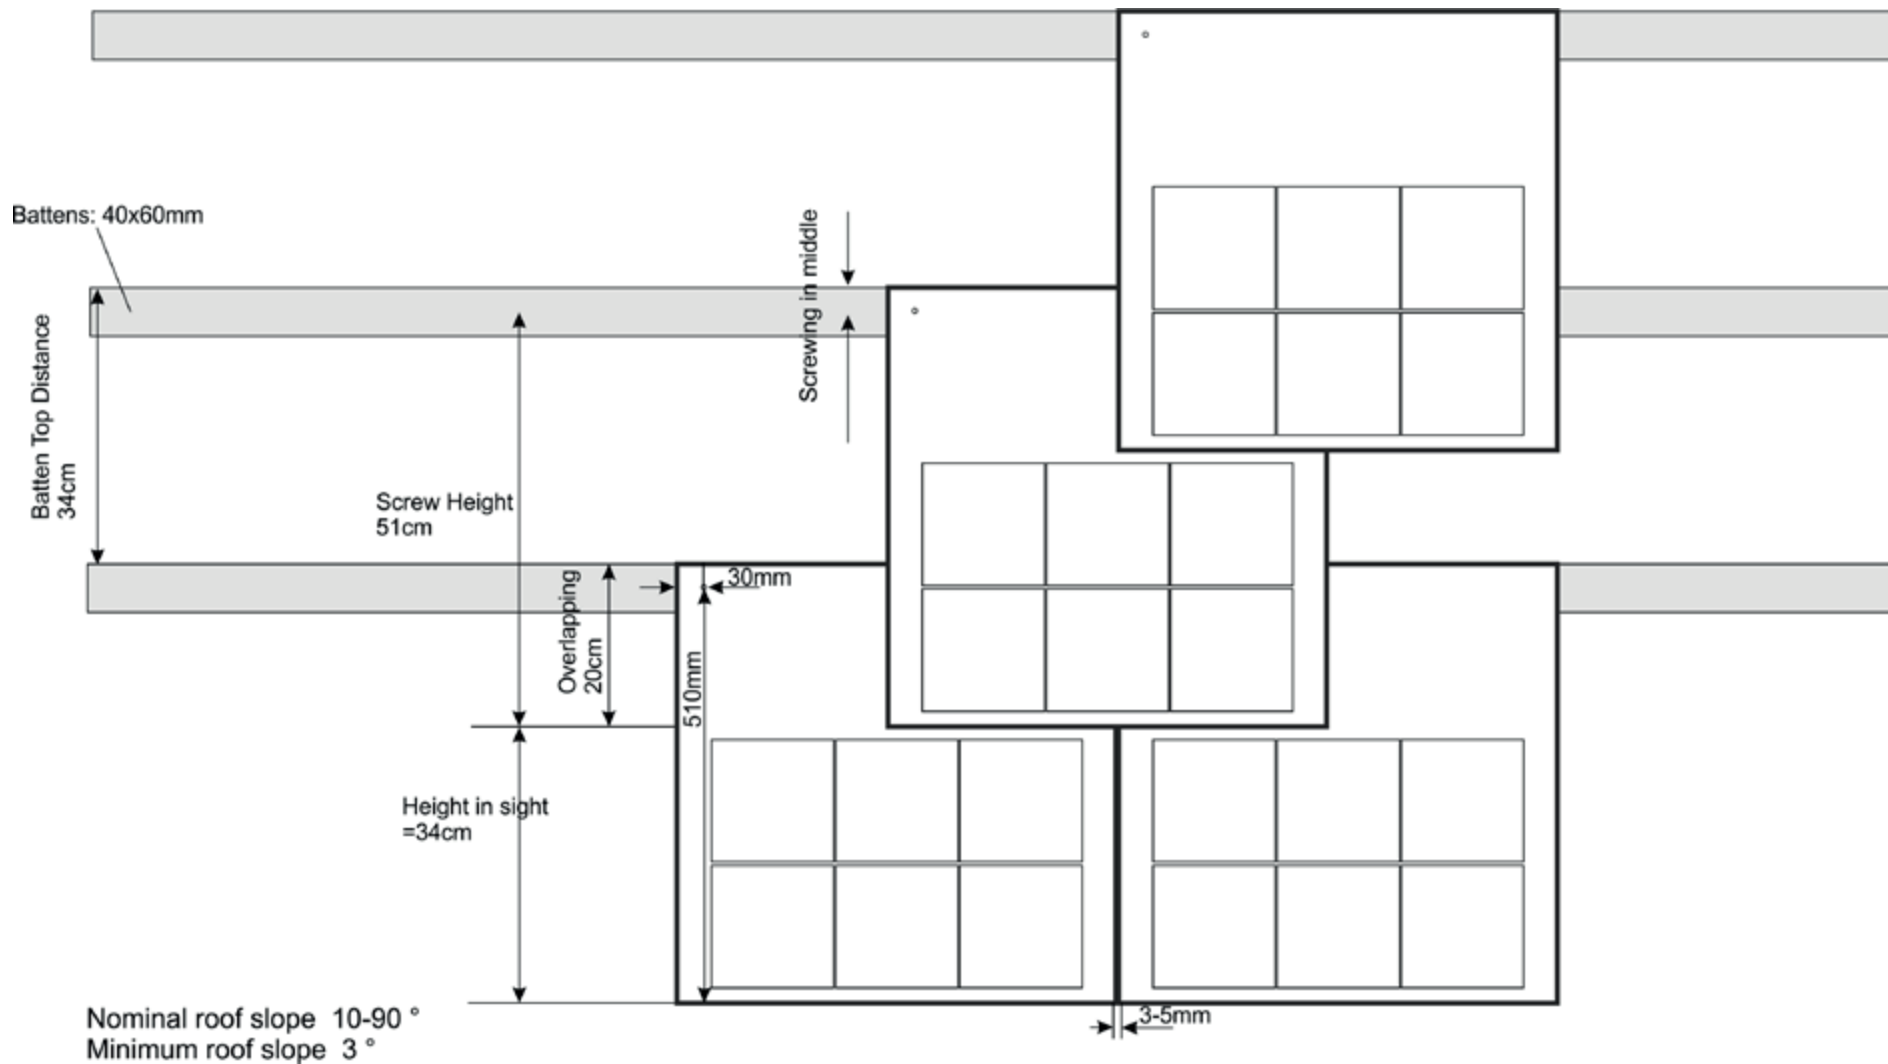 Battens: 40x60mm
Screwing in middle
Batten Top Distance
34cm
Screw Height
51cm
30mm
Overlapping
20cm
510mm
Height in sight
=34cm
3-5mm
Nominal roof slope 10-90 °
Minimum roof slope 3 °